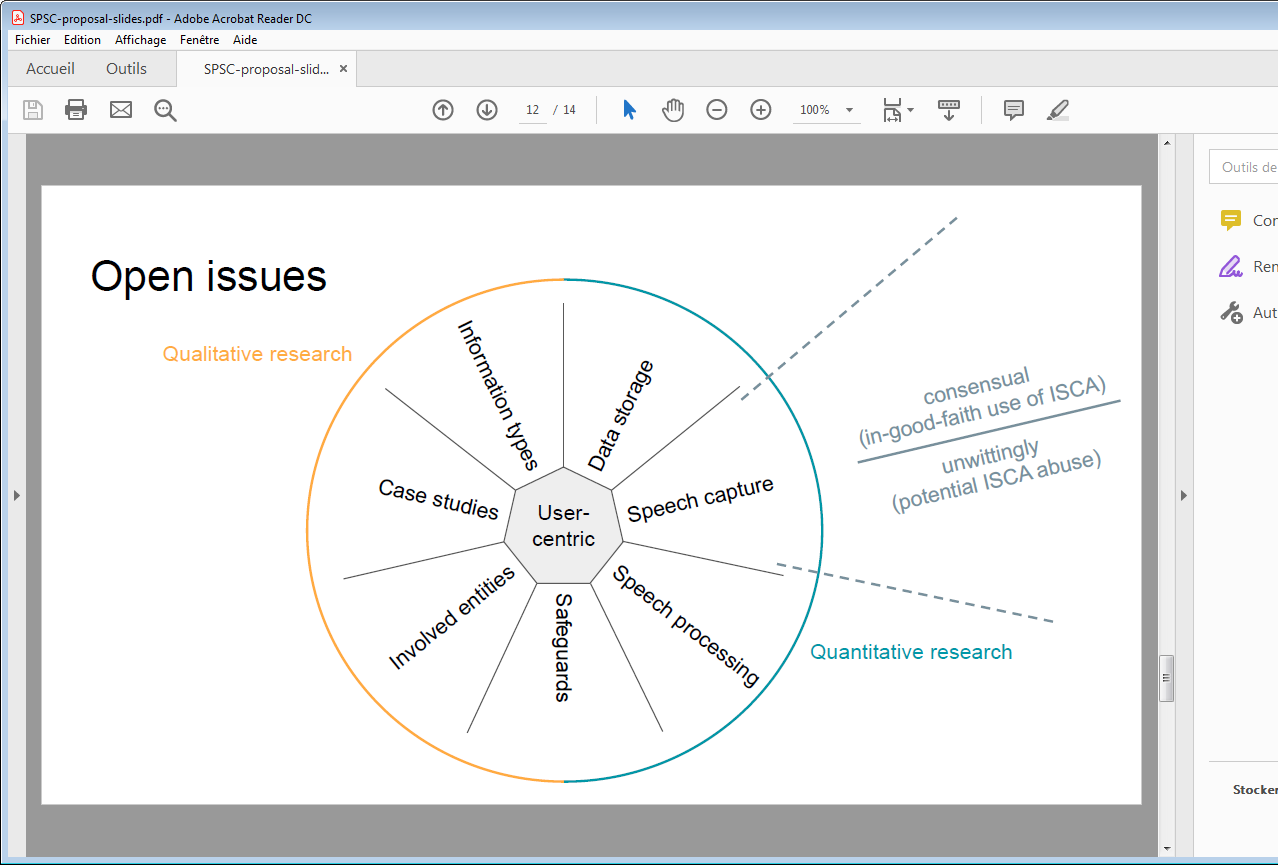 SPSC-proposal-slides.pdf - Adobe Acrobat Reader DC
Fichier Edition Affichage Fenêtre Aide
Accueil Outils SPSC-proposal-slid... ×
12 / 14 100%
Outils de
Con
Ren
Aut
Stocker
Open issues
Qualitative research
Information types
Data storage
consensual
(in-good-faith use of ISCA)
unwittingly
(potential ISCA abuse)
Case studies
Speech capture
User-
centric
Involved entities
Safeguards
Speech processing
Quantitative research